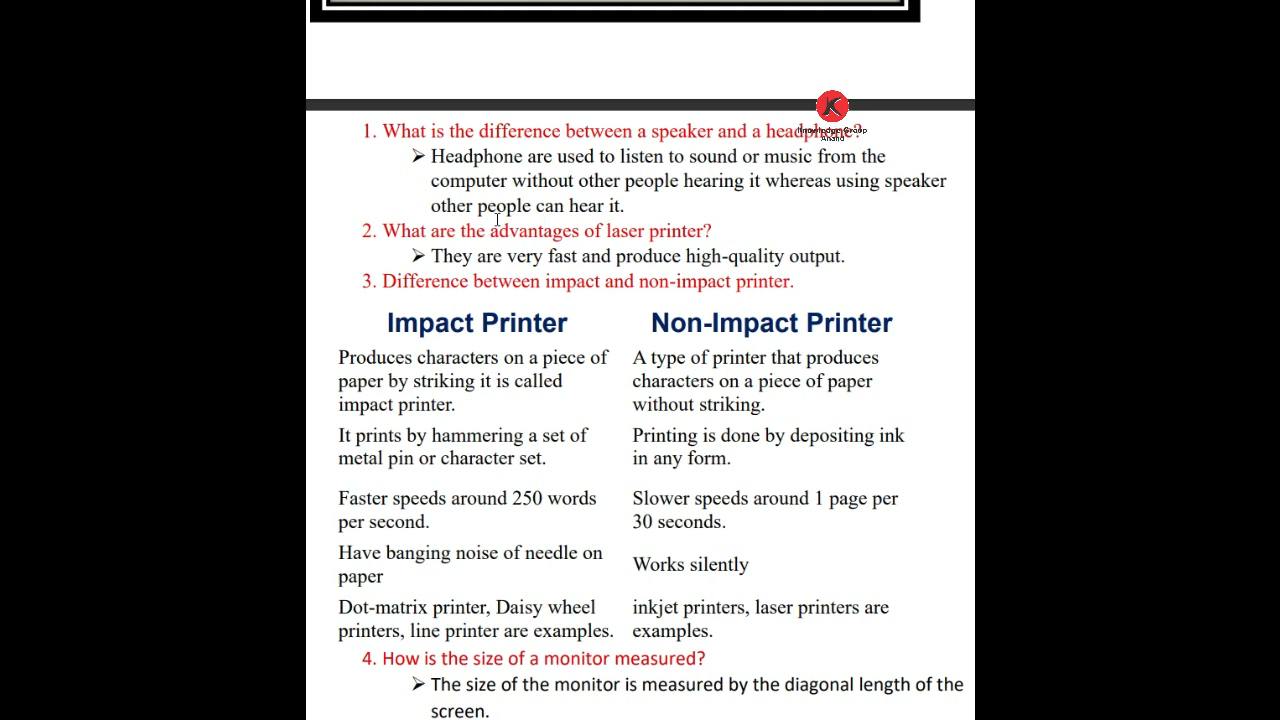 Knowledge Group
Anand
1. What is the difference between a speaker and a headphone?
➢ Headphone are used to listen to sound or music from the
computer without other people hearing it whereas using speaker
other people can hear it.
2. What are the advantages of laser printer?
➢ They are very fast and produce high-quality output.
3. Difference between impact and non-impact printer.
Impact Printer
Non-Impact Printer
Produces characters on a piece of
paper by striking it is called
impact printer.
A type of printer that produces
characters on a piece of paper
without striking.
It prints by hammering a set of
metal pin or character set.
Printing is done by depositing ink
in any form.
Faster speeds around 250 words
per second.
Slower speeds around 1 page per
30 seconds.
Have banging noise of needle on
paper
Works silently
Dot-matrix printer, Daisy wheel
printers, line printer are examples.
inkjet printers, laser printers are
examples.
4. How is the size of a monitor measured?
➢ The size of the monitor is measured by the diagonal length of the
screen.